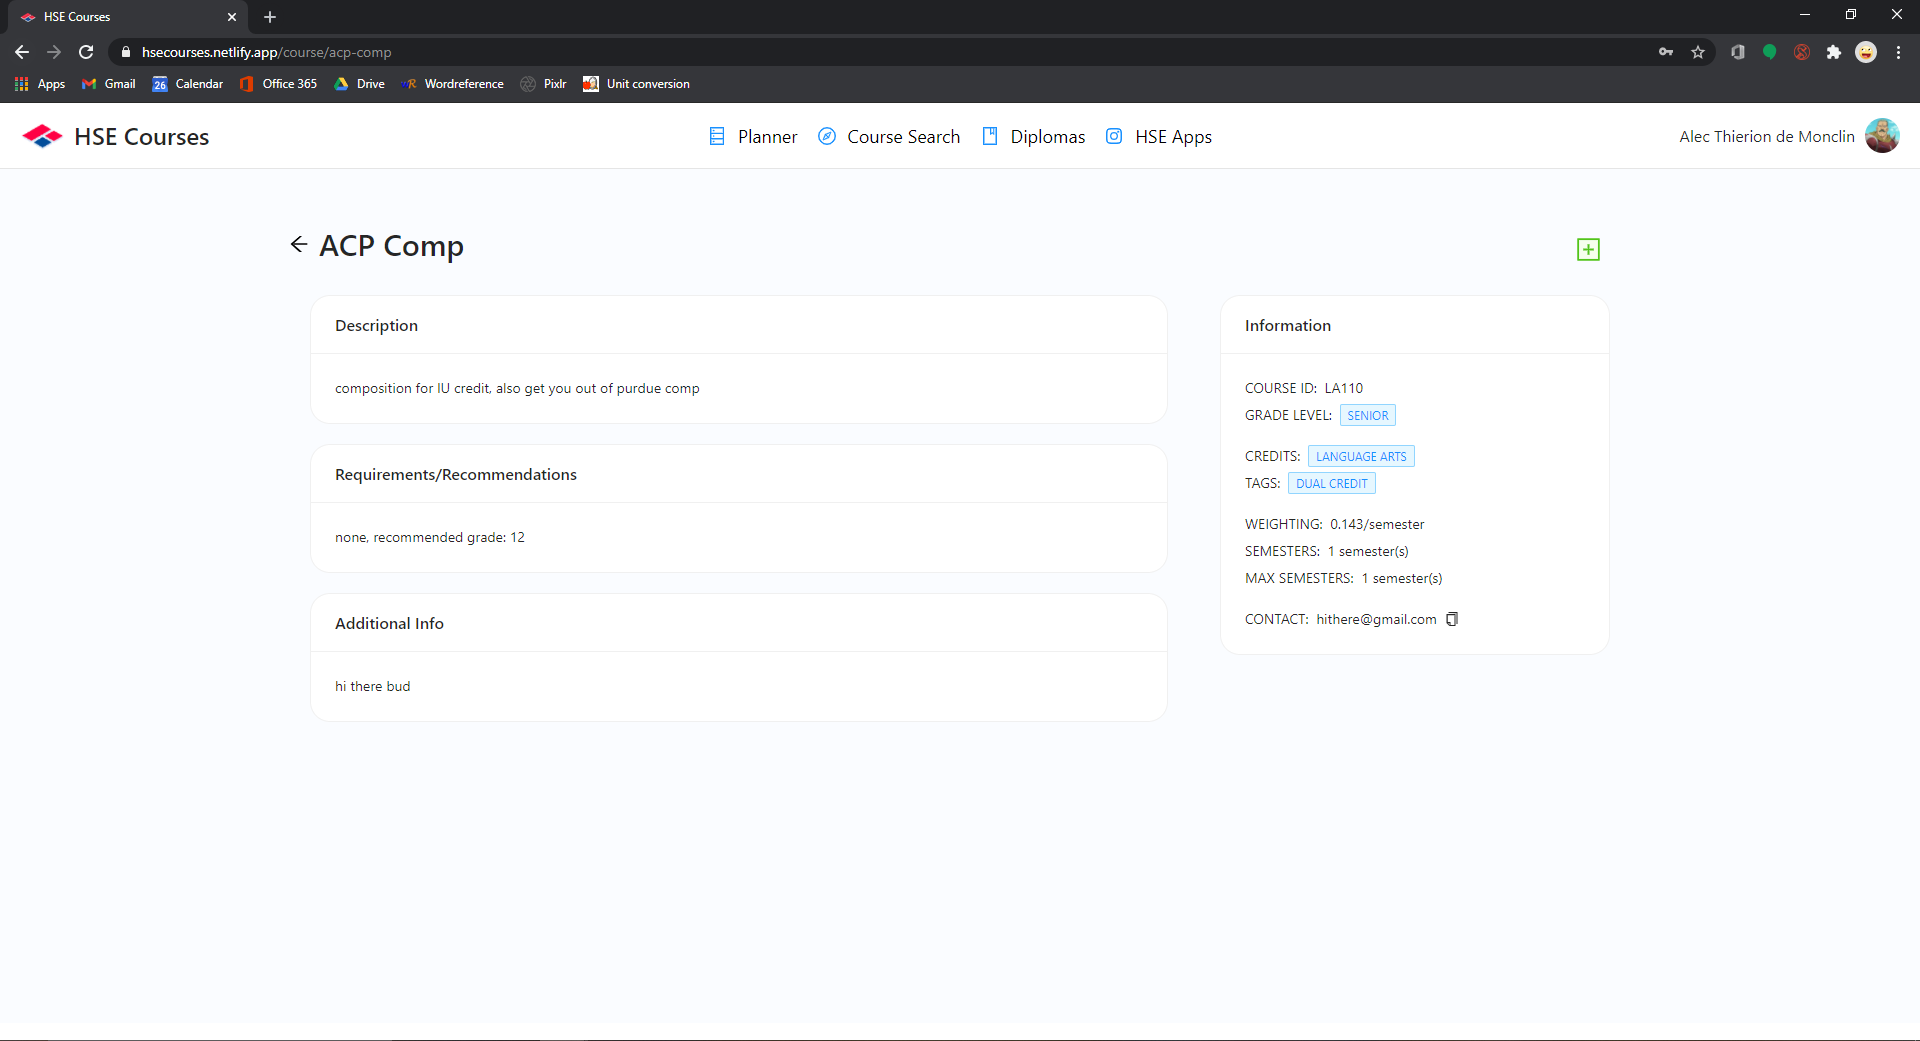 HSE Courses
hsecourses.netlify.app/course/acp-comp
Apps Gmail 26 Calendar Office 365 Drive WR Wordreference Pixlr Unit conversion
HSE Courses Planner Course Search Diplomas HSE Apps Alec Thierion de Monclin
ACP Comp
Description
composition for IU credit, also get you out of purdue comp
Requirements/Recommendations
none, recommended grade: 12
Additional Info
hi there bud
Information
COURSE ID: LA110
GRADE LEVEL: SENIOR
CREDITS: LANGUAGE ARTS
TAGS: DUAL CREDIT
WEIGHTING: 0.143/semester
SEMESTERS: 1 semester(s)
MAX SEMESTERS: 1 semester(s)
CONTACT: hithere@gmail.com